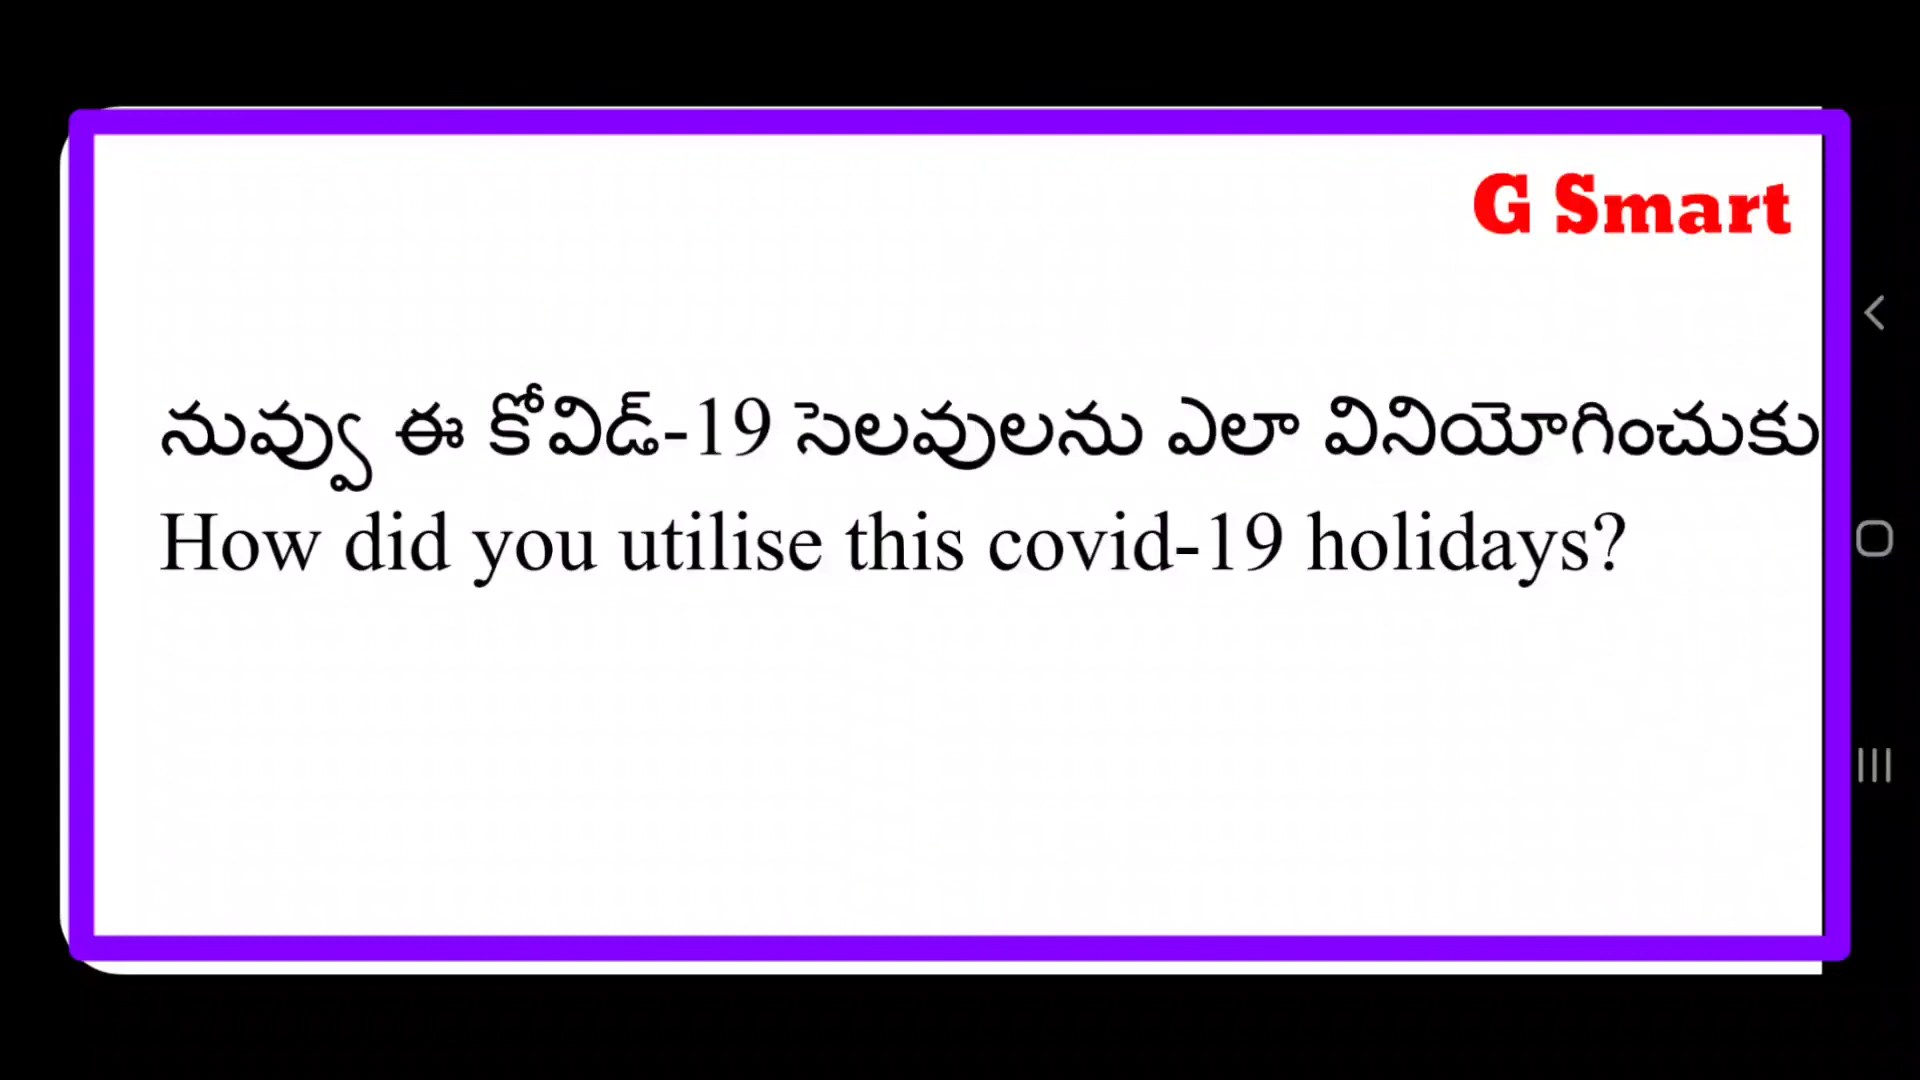 G Smart
నువ్వు ఈ కోవిడ్-19 సెలవులను ఎలా వినియోగించుకు
How did you utilise this covid-19 holidays?